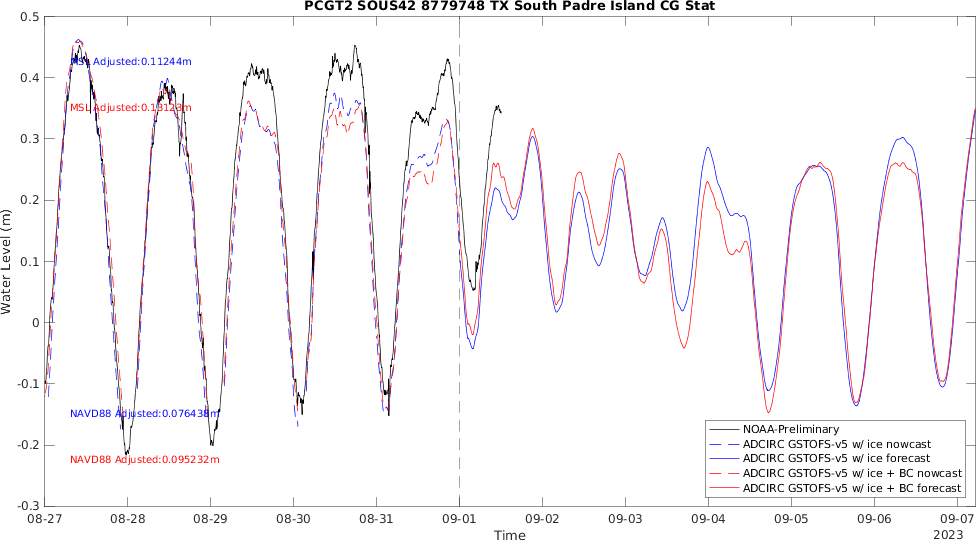 PCGT2 SOUS42 8779748 TX South Padre Island CG Stat
0.5
0.4
0.3
0.2
0.1
0
-0.1
-0.2
-0.3
Water Level (m)
MSL Adjusted:0.11244m
MSL Adjusted:0.13123m
NAVD88 Adjusted:0.076438m
NAVD88 Adjusted:0.095232m
NOAA-Preliminary
ADCIRC GSTOFS-v5 w/ ice nowcast
ADCIRC GSTOFS-v5 w/ ice forecast
ADCIRC GSTOFS-v5 w/ ice + BC nowcast
ADCIRC GSTOFS-v5 w/ ice + BC forecast
08-27 08-28 08-29 08-30 08-31 09-01 09-02 09-03 09-04 09-05 09-06 09-07
Time
2023